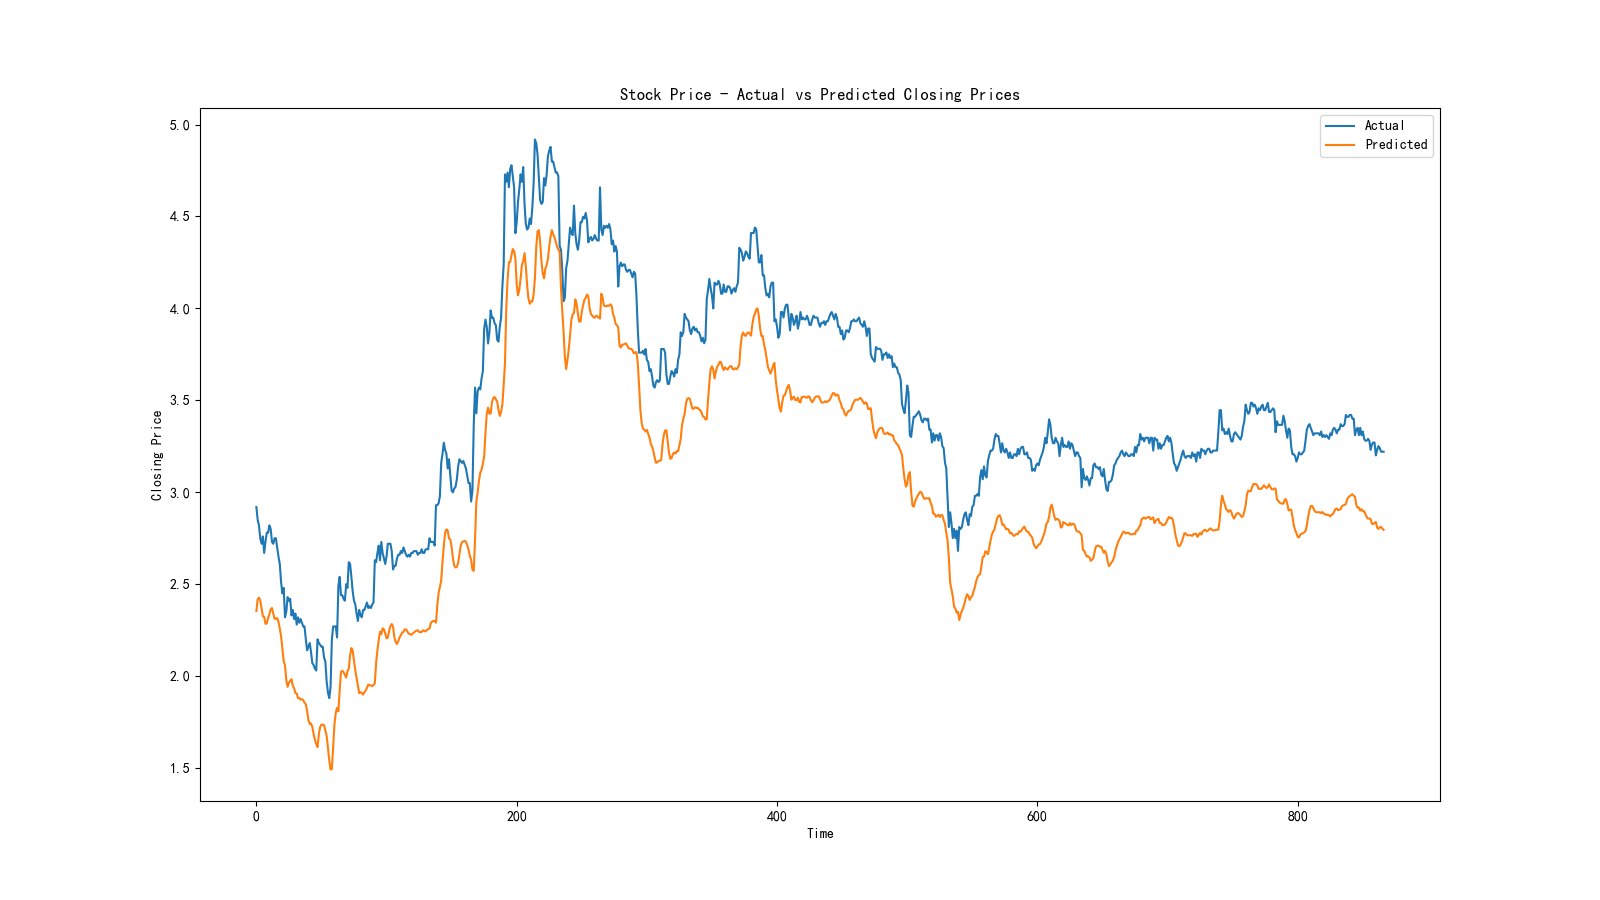 Stock Price - Actual vs Predicted Closing Prices
Actual
Predicted
5.0
4.5
4.0
3.5
3.0
2.5
2.0
1.5
Closing Price
0 200 400 600 800
Time